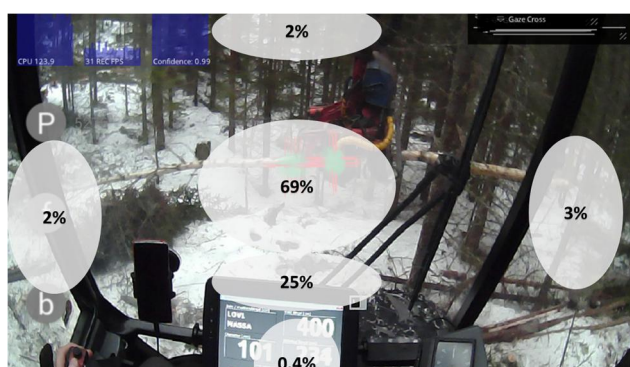 2%
Gaze Cross
CPU 123.9
31 REC FPS
Confidence: 0.99
P
69%
2%
3%
25%
b
LOVL
MASSA
400
101
0.4%